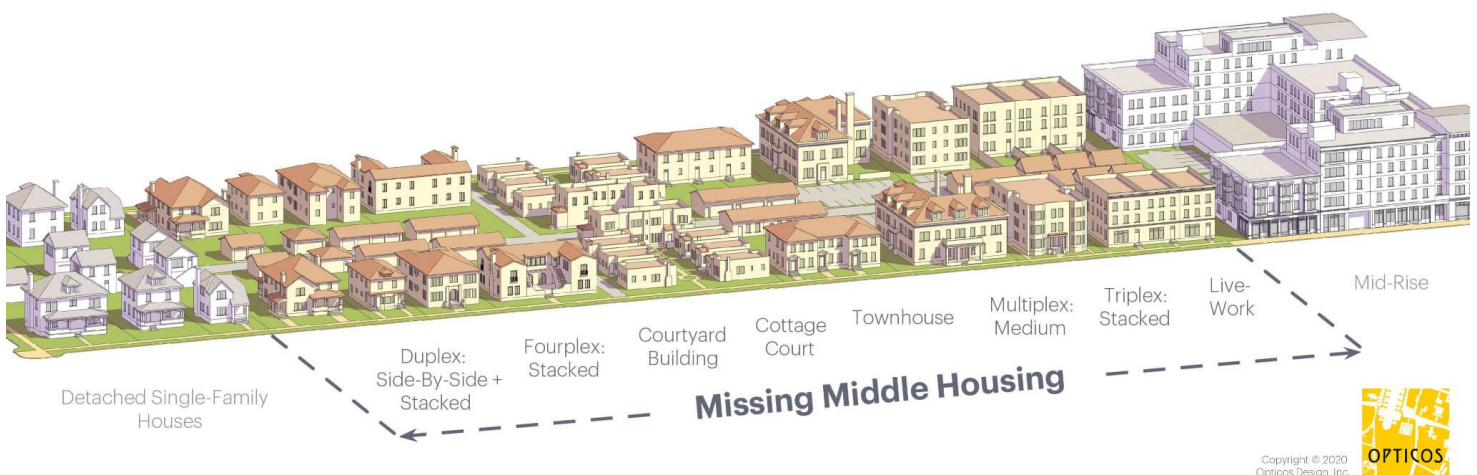 Detached Single-Family
Houses
Duplex:
Side-By-Side +
Stacked
Fourplex:
Stacked
Courtyard
Building
Cottage
Court
Townhouse
Multiplex:
Medium
Triplex:
Stacked
Live-
Work
Mid-Rise
Missing Middle Housing
Copyright © 2020
Opticos Design, Inc.
OPTICOS